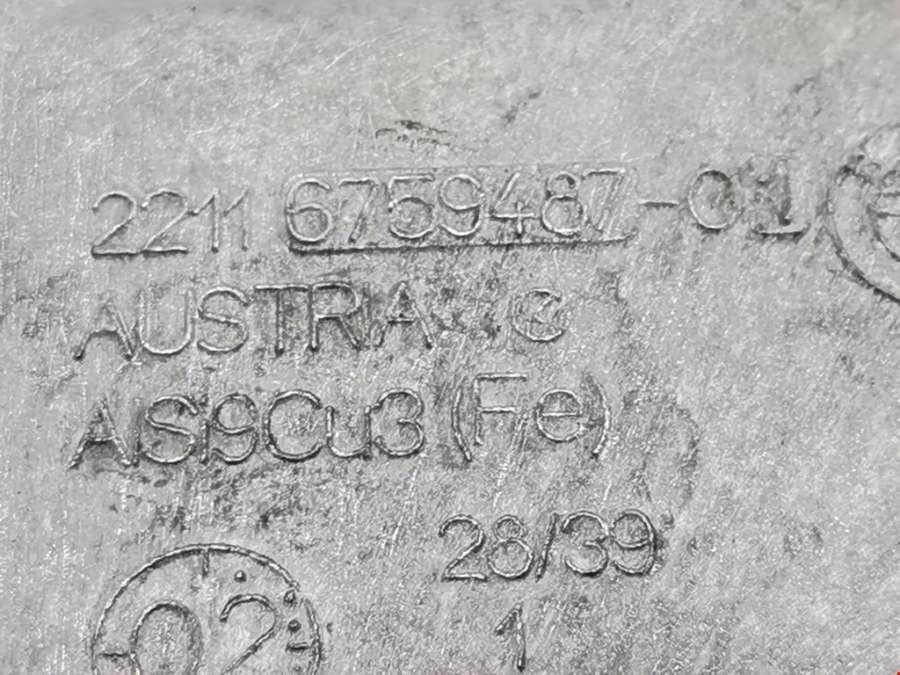 2211 6759487-01
AUSTRIA
AlSi9Cu3(Fe)
28/39
1
02